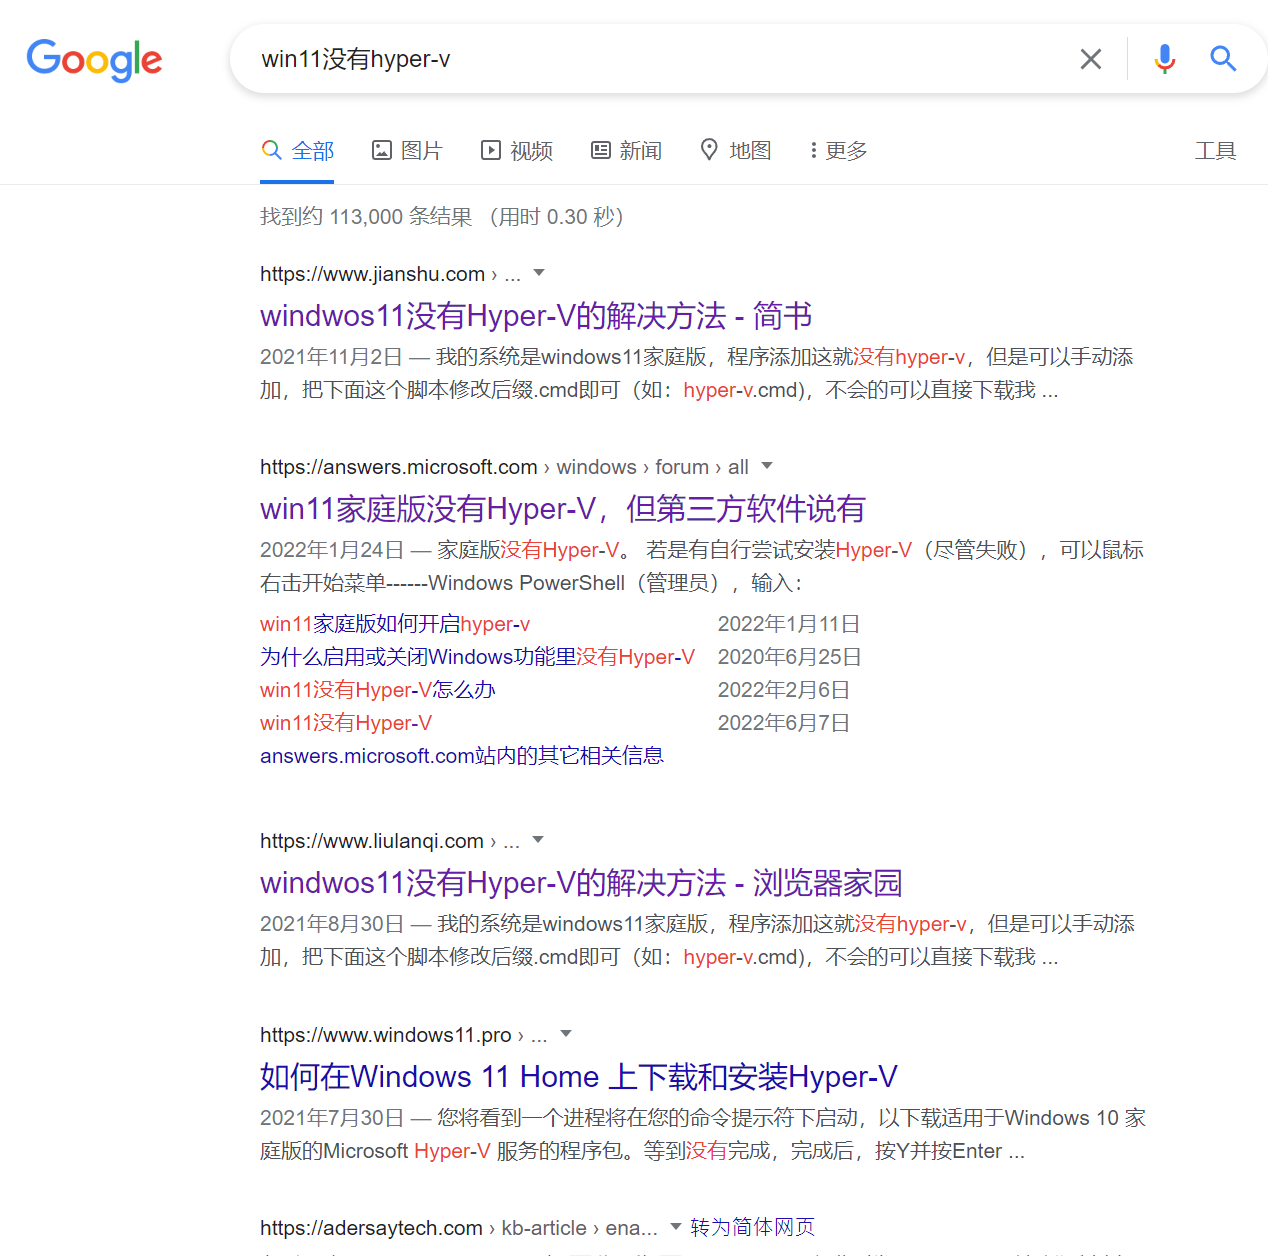 Google
win11没有hyper-v
全部 图片 视频 新闻 地图 更多 工具
找到约 113,000 条结果 （用时 0.30 秒）
https://www.jianshu.com › ...
windwos11没有Hyper-V的解决方法 - 简书
2021年11月2日 — 我的系统是windows11家庭版，程序添加这就没有hyper-v，但是可以手动添
加，把下面这个脚本修改后缀.cmd即可（如：hyper-v.cmd)，不会的可以直接下载我 ...
https://answers.microsoft.com › windows › forum › all
win11家庭版没有Hyper-V，但第三方软件说有
2022年1月24日 — 家庭版没有Hyper-V。 若是有自行尝试安装Hyper-V（尽管失败），可以鼠标
右击开始菜单------Windows PowerShell（管理员），输入：
win11家庭版如何开启hyper-v 2022年1月11日
为什么启用或关闭Windows功能里没有Hyper-V 2020年6月25日
win11没有Hyper-V怎么办 2022年2月6日
win11没有Hyper-V 2022年6月7日
answers.microsoft.com站内的其它相关信息
https://www.liulanqi.com › ...
windwos11没有Hyper-V的解决方法 - 浏览器家园
2021年8月30日 — 我的系统是windows11家庭版，程序添加这就没有hyper-v，但是可以手动添
加，把下面这个脚本修改后缀.cmd即可（如：hyper-v.cmd)，不会的可以直接下载我 ...
https://www.windows11.pro › ...
如何在Windows 11 Home 上下载和安装Hyper-V
2021年7月30日 — 您将看到一个进程将在您的命令提示符下启动，以下载适用于Windows 10 家
庭版的Microsoft Hyper-V 服务的程序包。等到没有完成，完成后，按Y并按Enter ...
https://adersaytech.com › kb-article › ena... 转为简体网页